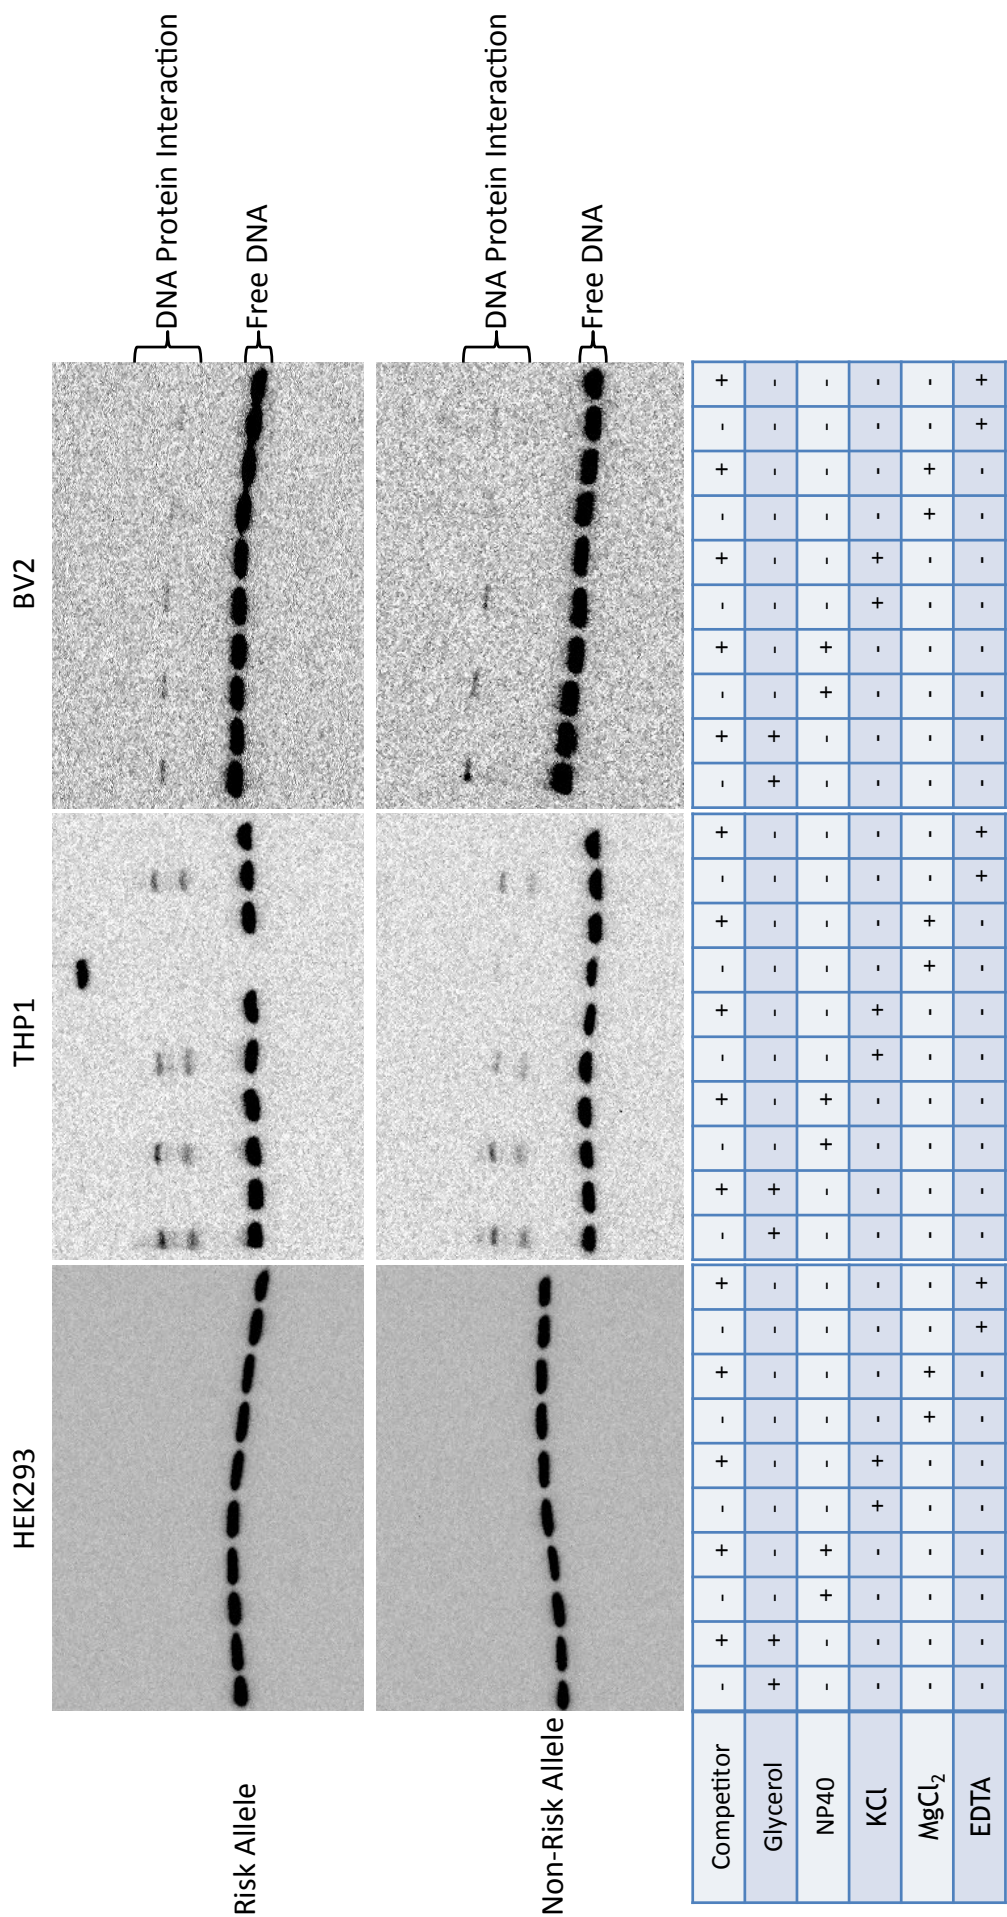 HEK293 THP1 BV2
DNA Protein Interaction
Risk Allele
Free DNA
DNA Protein Interaction
Non-Risk Allele
Free DNA
Competitor - + - + - + - + - + - + - + - + - + - + - + - + - + - + - +
Glycerol + + - - - - - - - - + + - - - - - - - - + + - - - - - - - -
NP40 - - + + - - - - - - - - + + - - - - - - - - + + - - - - - -
KCl - - - - + + - - - - - - - - + + - - - - - - - - + + - - - -
MgCl₂ - - - - - - + + - - - - - - - - + + - - - - - - - - + + - -
EDTA - - - - - - - - + + - - - - - - - - + + - - - - - - - - + +